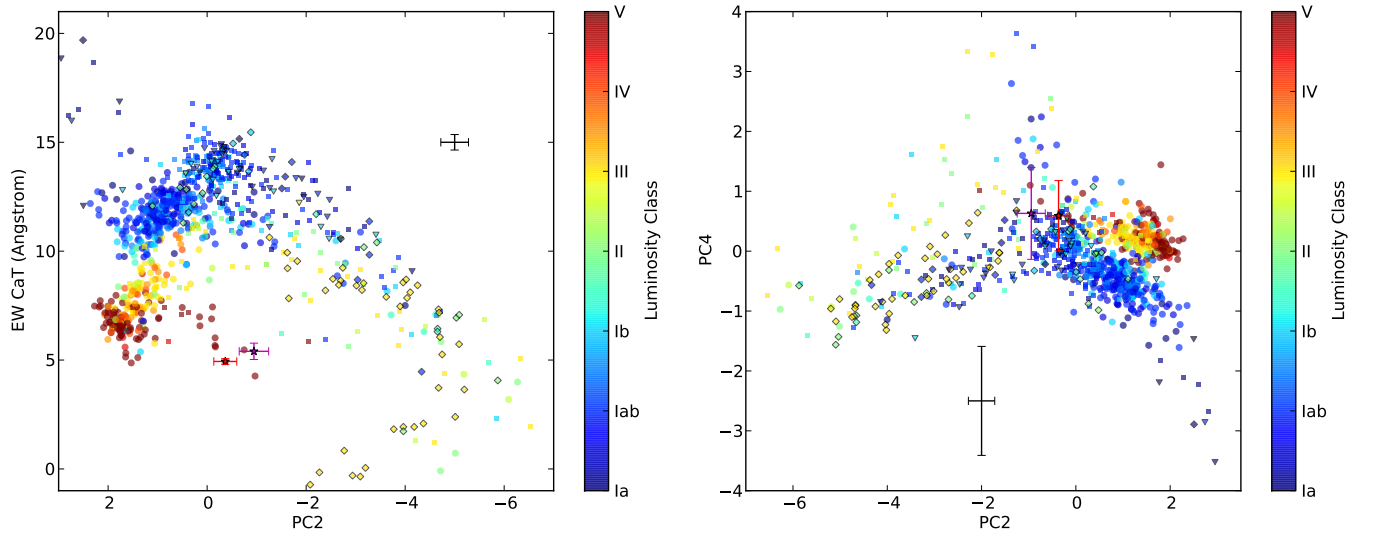 20
15
10
5
0
EW CaT (Angstrom)
2
0
−2
−4
−6
PC2
V
IV
III
II
Ib
Iab
Ia
Luminosity Class
4
3
2
1
0
−1
−2
−3
−4
PC4
−6
−4
−2
0
2
PC2
V
IV
III
II
Ib
Iab
Ia
Luminosity Class